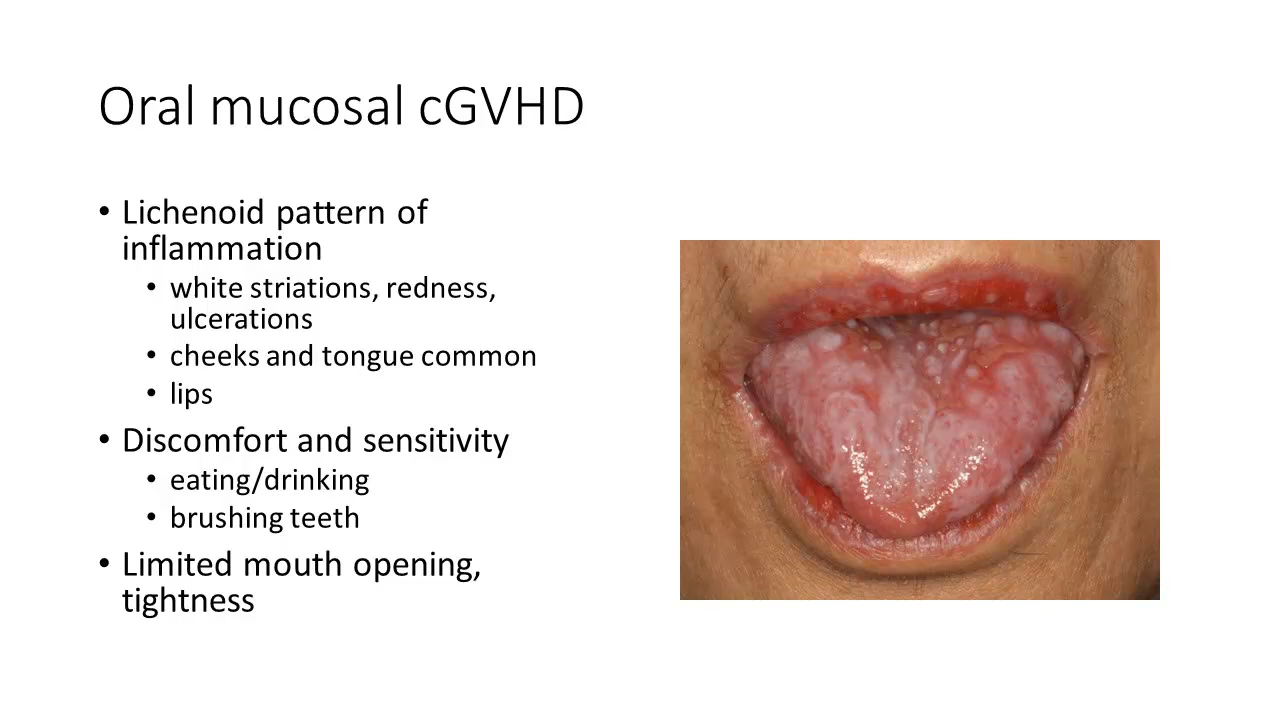 Oral mucosal cGVHD
• Lichenoid pattern of
inflammation
• white striations, redness,
ulcerations
• cheeks and tongue common
• lips
• Discomfort and sensitivity
• eating/drinking
• brushing teeth
• Limited mouth opening,
tightness